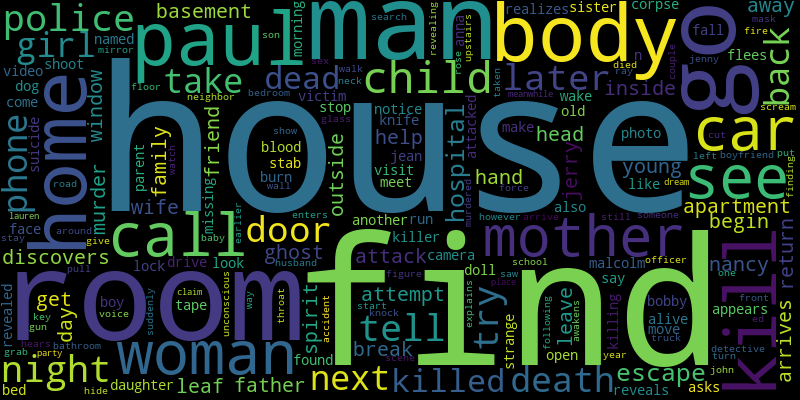 police
basement
paul
man
body
go
realizes
sister
corpse
away
search
mask
fire
girl
named
mirror
son
morning
revealing
upstairs
rose
anna
n
died
ray
couple
fall
jenny
back
flees
scream
video
shoot
dog
come
home
window
floor
take
dead
child
later
inside
car
phone
suicide
parent
neighbor
bedroom
victim
stop
notice
knife
wake
old
photo
cut
boyfriend
left
put
finding
family
watch
friend
show
blood
stab
burn
wall
glass
outside
help
jean
visit
meet
hospital
attacked
murdered
make
head
hand
force
meanwhile
taken
walk
neck
sex
young
like
dream
see
house
road
murder
missing
lauren
face
stay
around
give
wife
call
baby
earlier
door
enters
another
run
killer
however
arrive
still
someone
also
jerry
apartment
begin
mother
discovers
lock
drive
look
ghost
husband
attack
camera
doll
saw
place
school
malcolm
say
officer
nancy
one
appears
return
arrives
room
find
kill
revealed
pull
get
key
gun
day
boy
voice
claim
tape
suddenly
unconscious
way
throat
spirit
accident
start
knock
figure
attempt
tell
explains
try
strange
following
awakens
leave
open
killing
year
bobby
alive
move
truck
front
ed
detective
turn
john
hears
grab
party
bathroom
woman
night
bed
hide
daughter
leaf
father
found
next
break
scene
killed
death
reveals
escape
asks